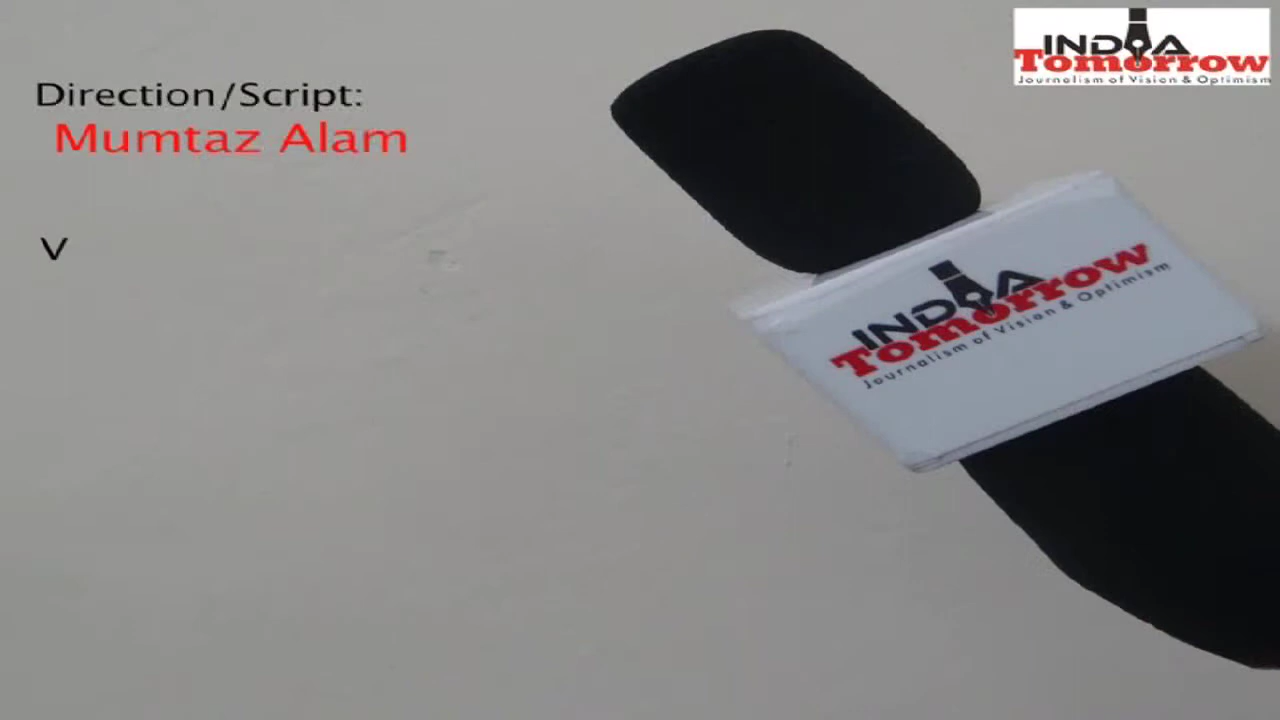 Direction/Script:
Mumtaz Alam
V
INDIA
Tomorrow
Journalism of Vision & Optimism
INDIA
Tomorrow
Journalism of Vision & Optimism